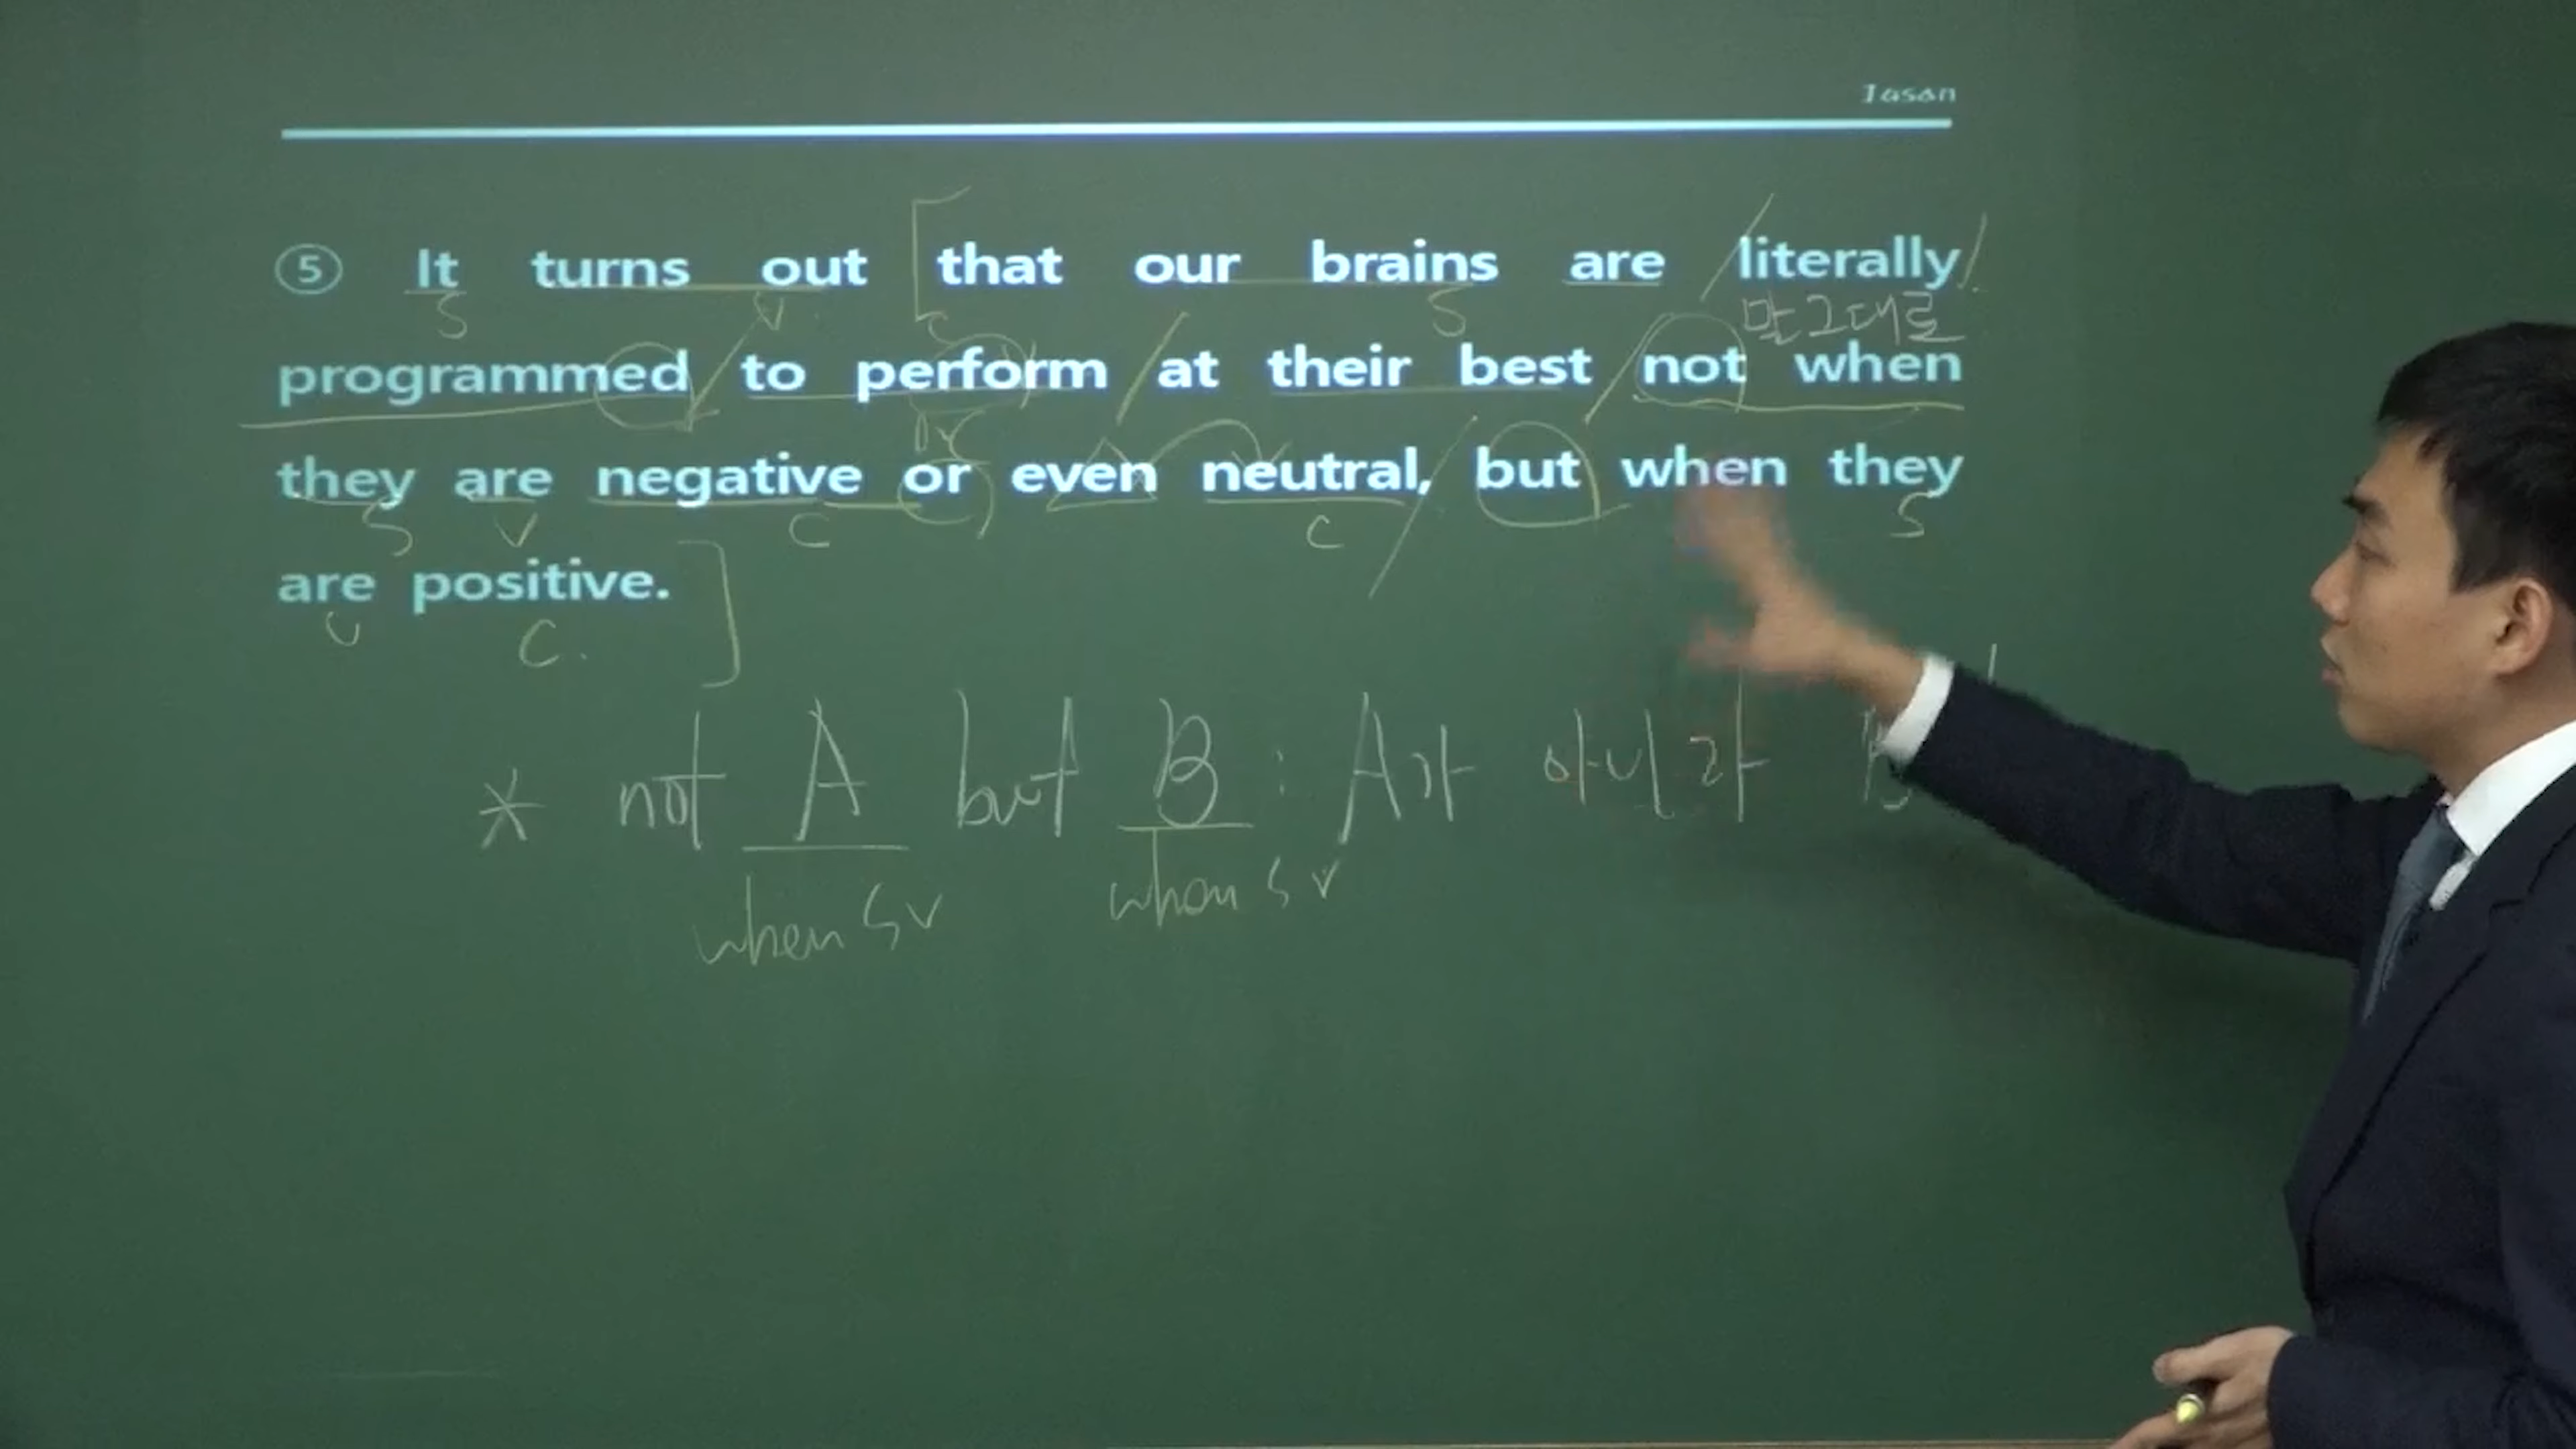 Jasan
⑤ It turns out that our brains are literally
S V S 말 그대로
programmed to perform at their best not when
they are negative or even neutral, but when they
S V C C S
are positive.
V C.
* not A but B : A가 아니라 B
when S V when S V